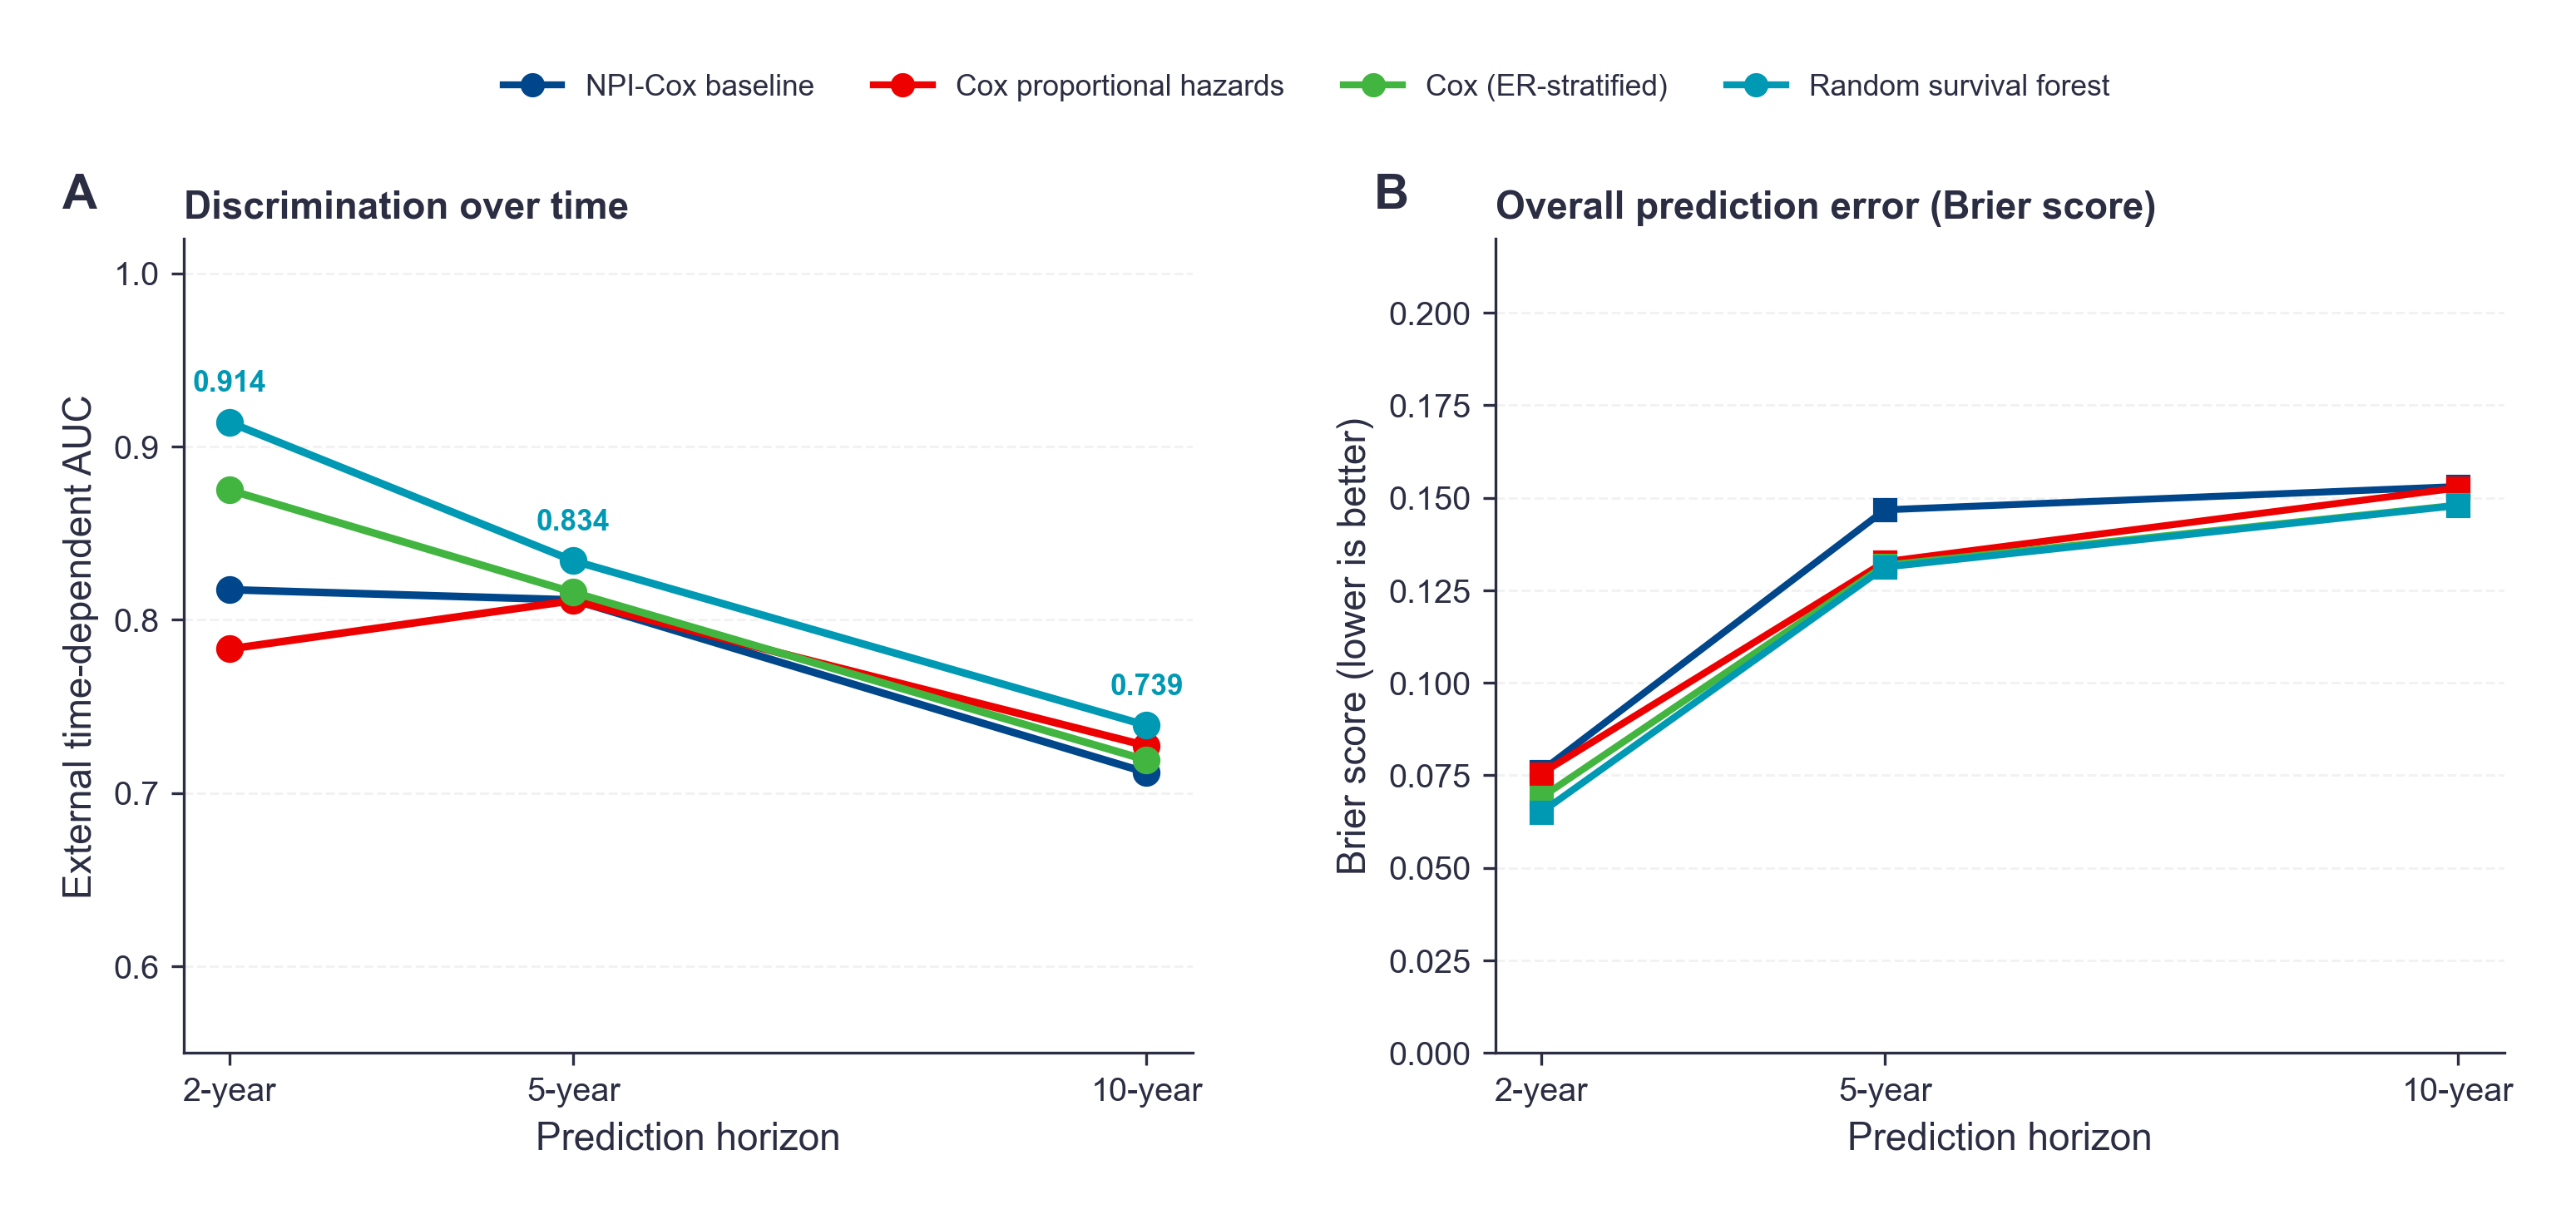 NPI-Cox baseline
Cox proportional hazards
Cox (ER-stratified)
Random survival forest
A
Discrimination over time
External time-dependent AUC
1.0
0.9
0.8
0.7
0.6
0.914
0.834
0.739
2-year
5-year
10-year
Prediction horizon
B
Overall prediction error (Brier score)
Brier score (lower is better)
0.200
0.175
0.150
0.125
0.100
0.075
0.050
0.025
0.000
2-year
5-year
10-year
Prediction horizon